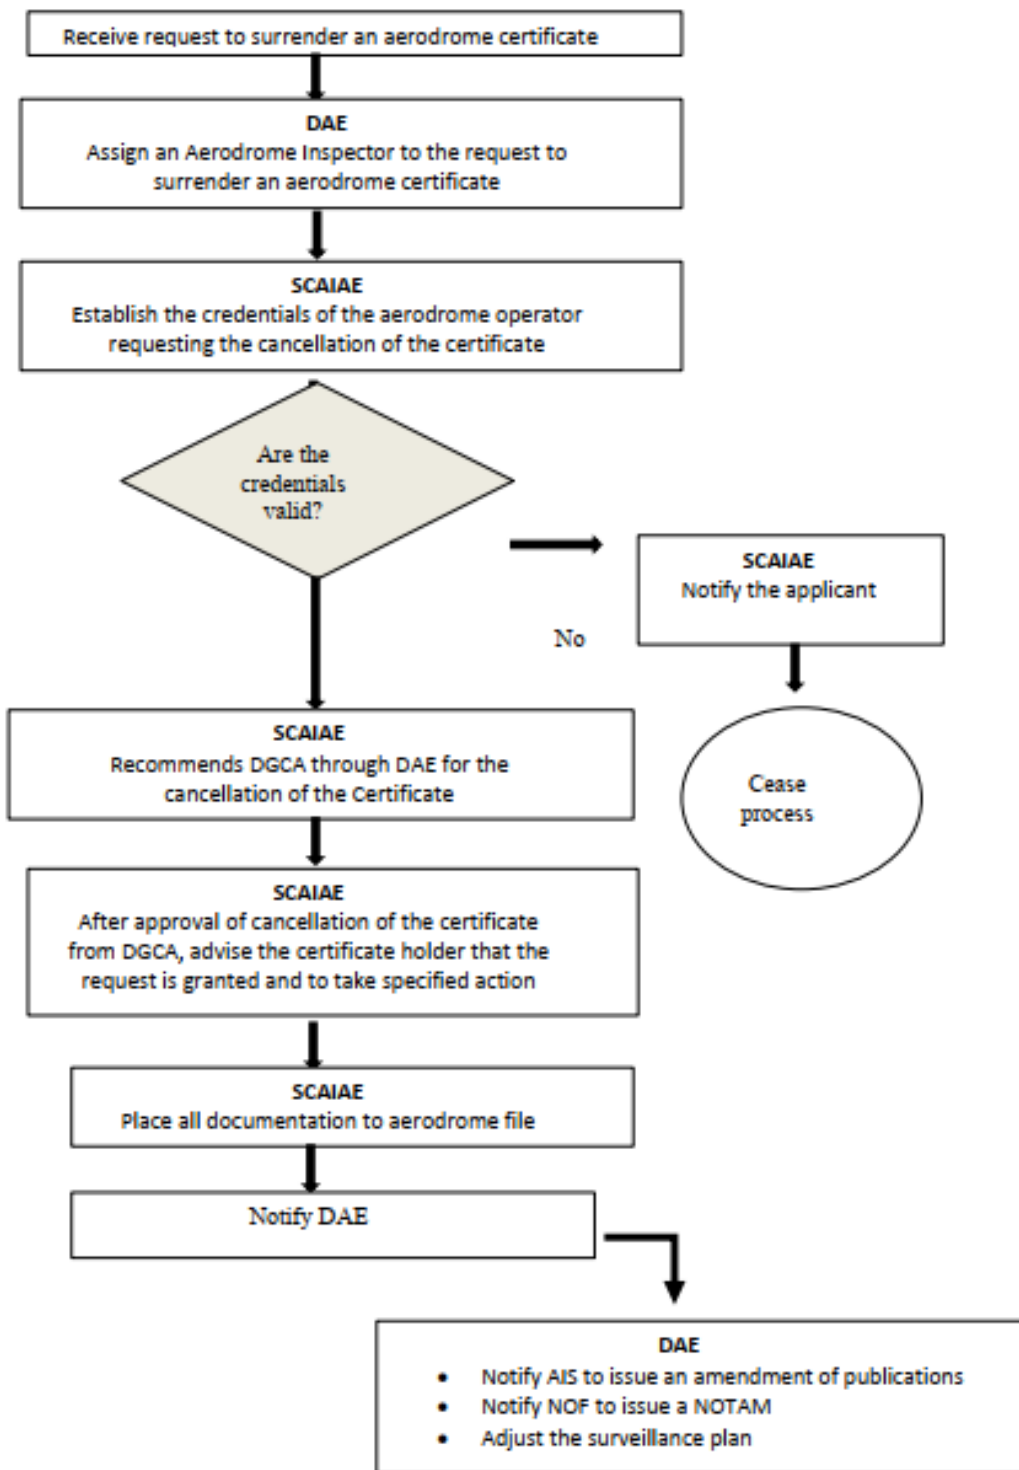 Receive request to surrender an aerodrome certificate
DAE
Assign an Aerodrome Inspector to the request to
surrender an aerodrome certificate
SCAIAE
Establish the credentials of the aerodrome operator
requesting the cancellation of the certificate
Are the
credentials
valid?
No
SCAIAE
Notify the applicant
Cease
process
SCAIAE
Recommends DGCA through DAE for the
cancellation of the Certificate
SCAIAE
After approval of cancellation of the certificate
from DGCA, advise the certificate holder that the
request is granted and to take specified action
SCAIAE
Place all documentation to aerodrome file
Notify DAE
DAE
• Notify AIS to issue an amendment of publications
• Notify NOF to issue a NOTAM
• Adjust the surveillance plan